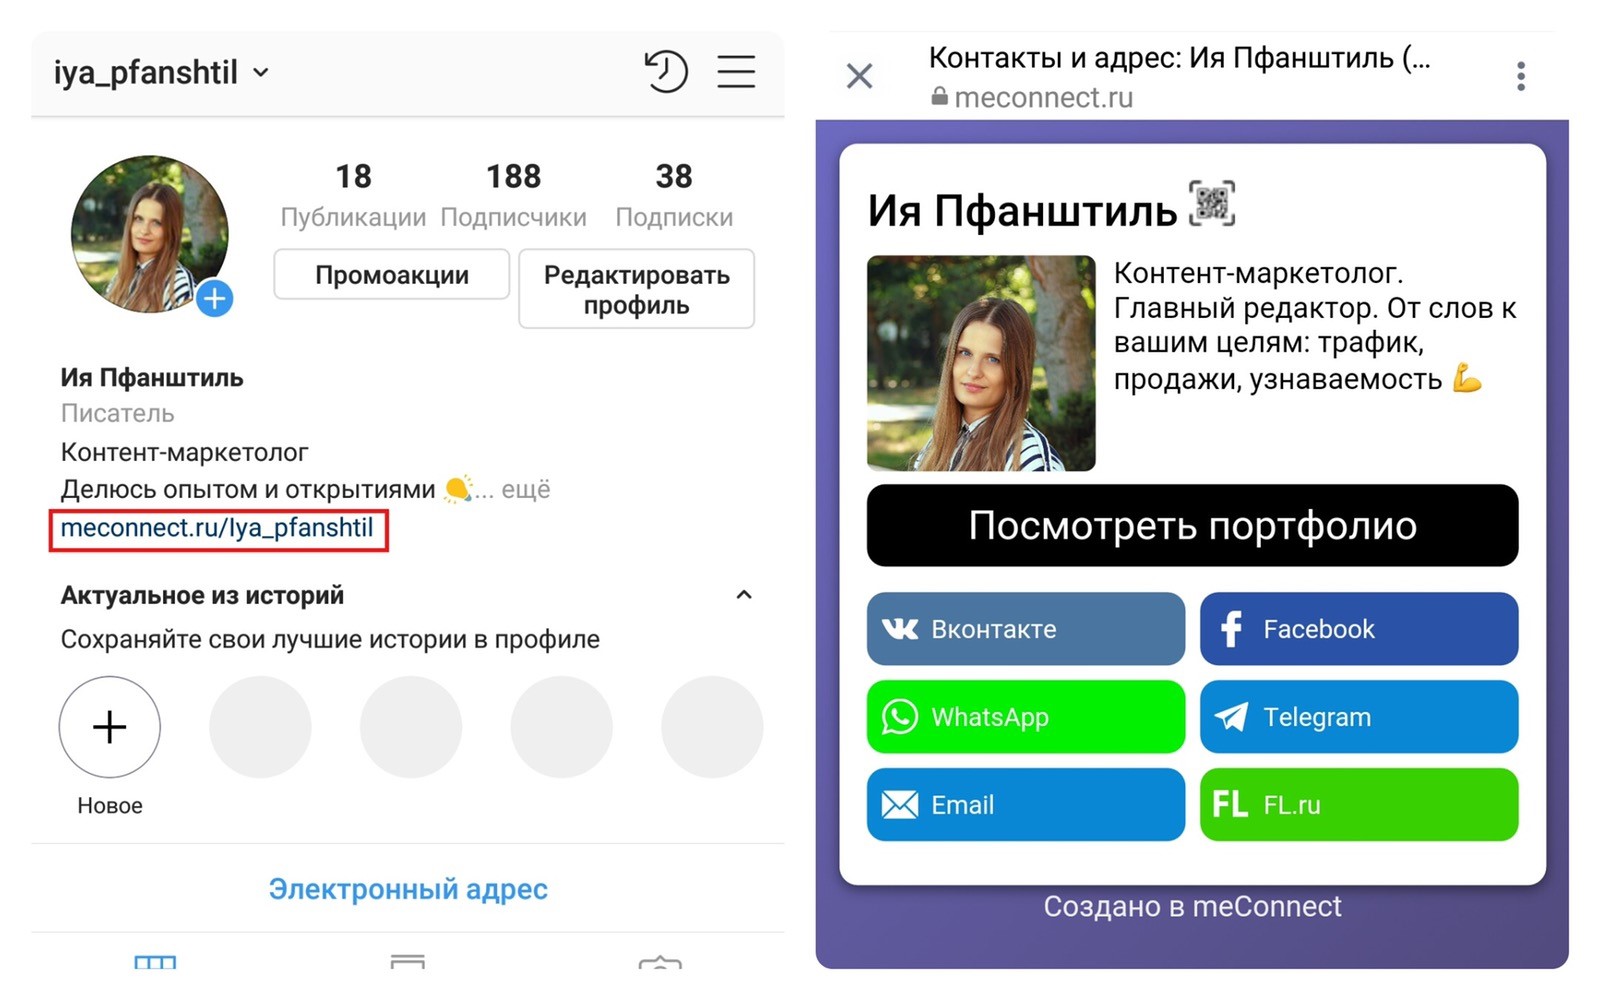 iya_pfanshtil
18 188 38
Публикации Подписчики Подписки
Промоакции
Редактировать
профиль
Ия Пфанштиль
Писатель
Контент-маркетолог
Делюсь опытом и открытиями ... ещё
meconnect.ru/Iya_pfanshtil
Актуальное из историй
Сохраняйте свои лучшие истории в профиле
Новое
Электронный адрес
Контакты и адрес: Ия Пфанштиль (...
meconnect.ru
Ия Пфанштиль
Контент-маркетолог.
Главный редактор. От слов к
вашим целям: трафик,
продажи, узнаваемость 💪
Посмотреть портфолио
Вконтакте
Facebook
WhatsApp
Telegram
Email
FL FL.ru
Создано в meConnect